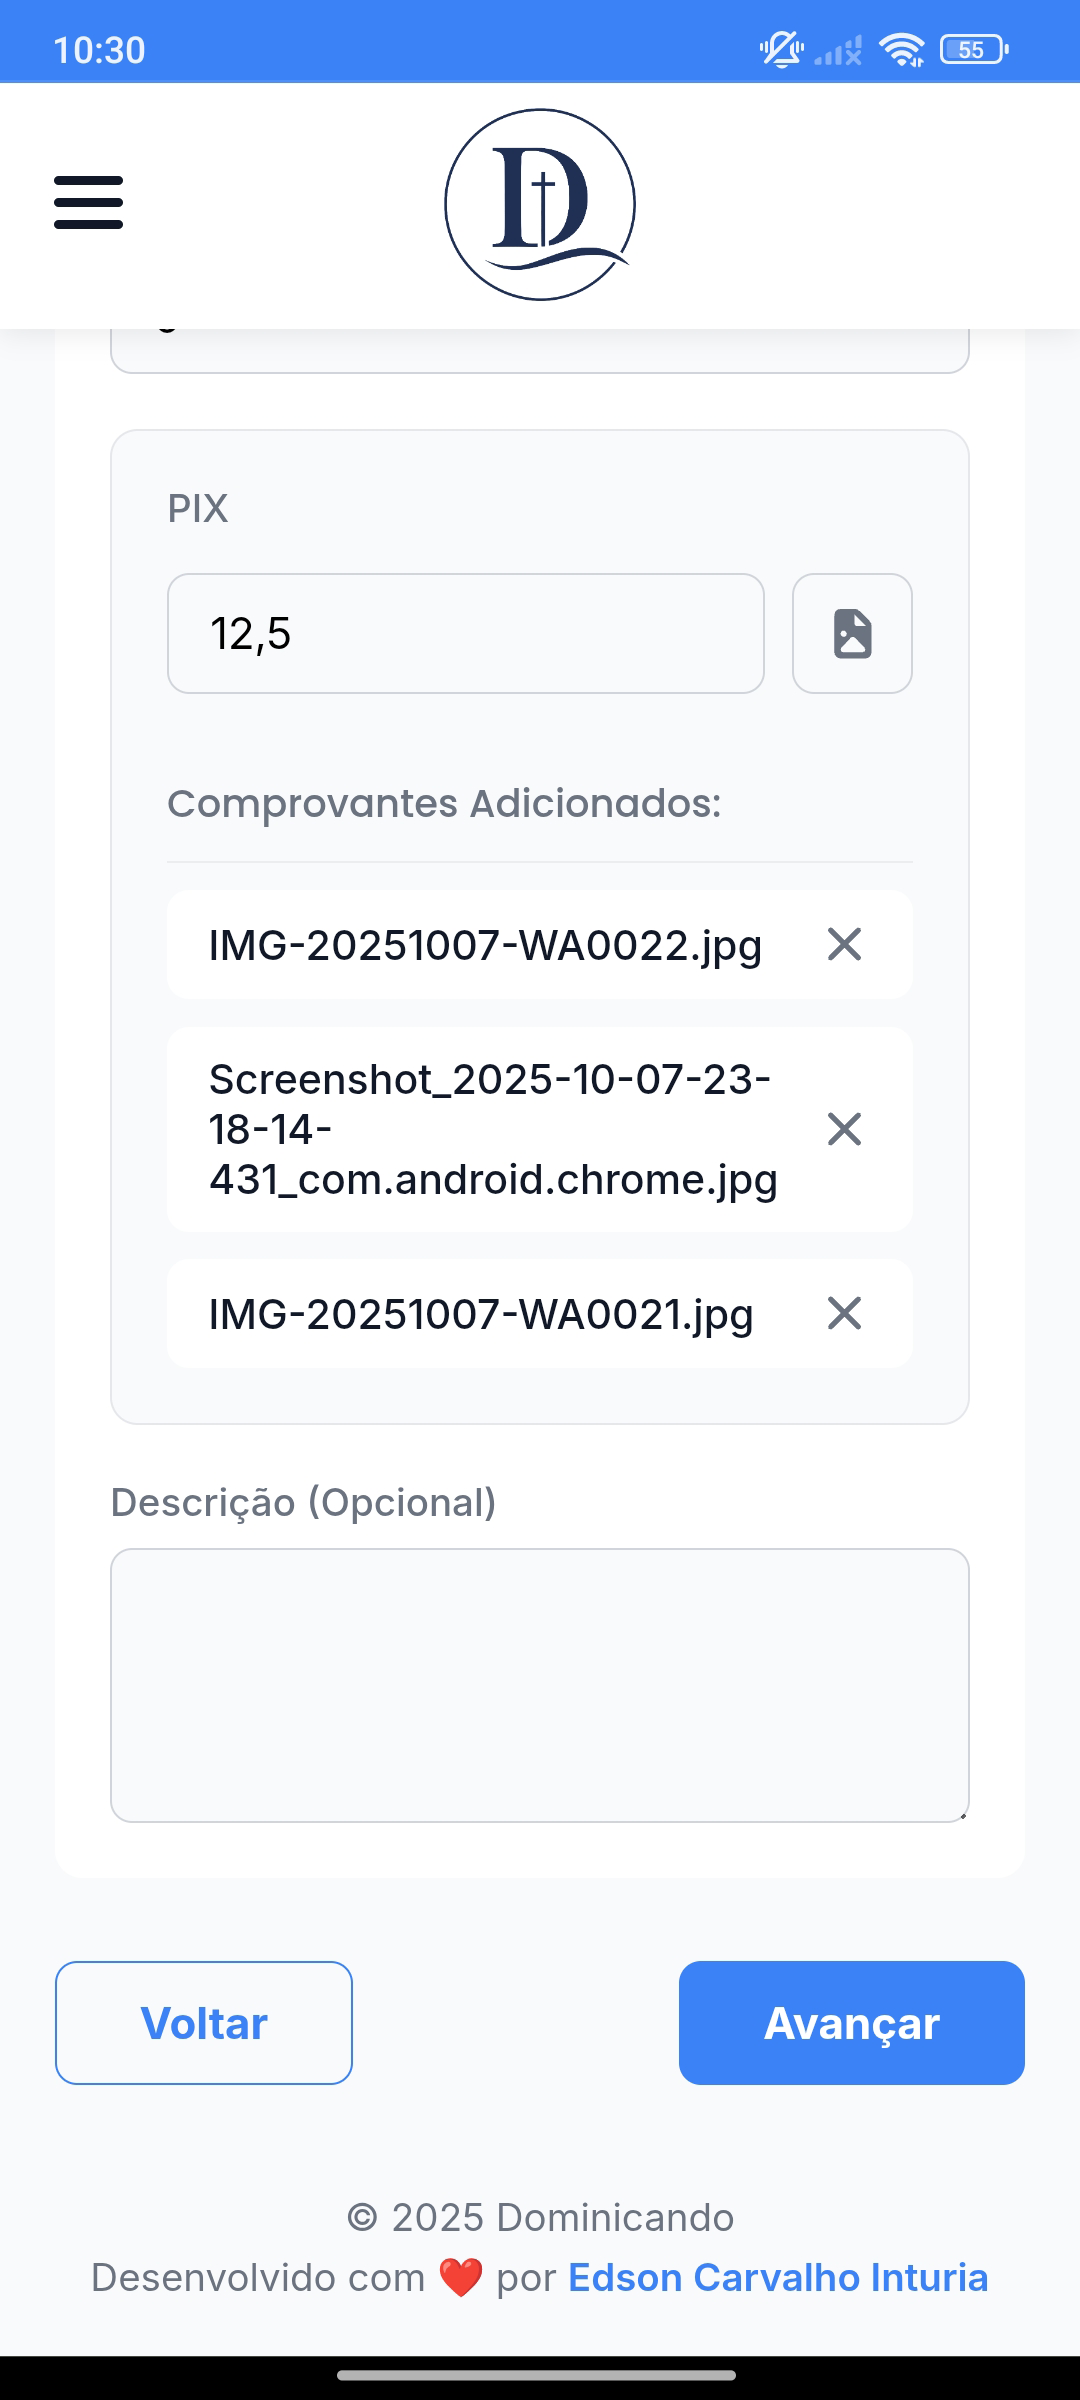 10:30
55
D
PIX
12,5
Comprovantes Adicionados:
IMG-20251007-WA0022.jpg
Screenshot_2025-10-07-23-
18-14-
431_com.android.chrome.jpg
IMG-20251007-WA0021.jpg
Descrição (Opcional)
Voltar
Avançar
© 2025 Dominicando
Desenvolvido com ❤️ por Edson Carvalho Inturia